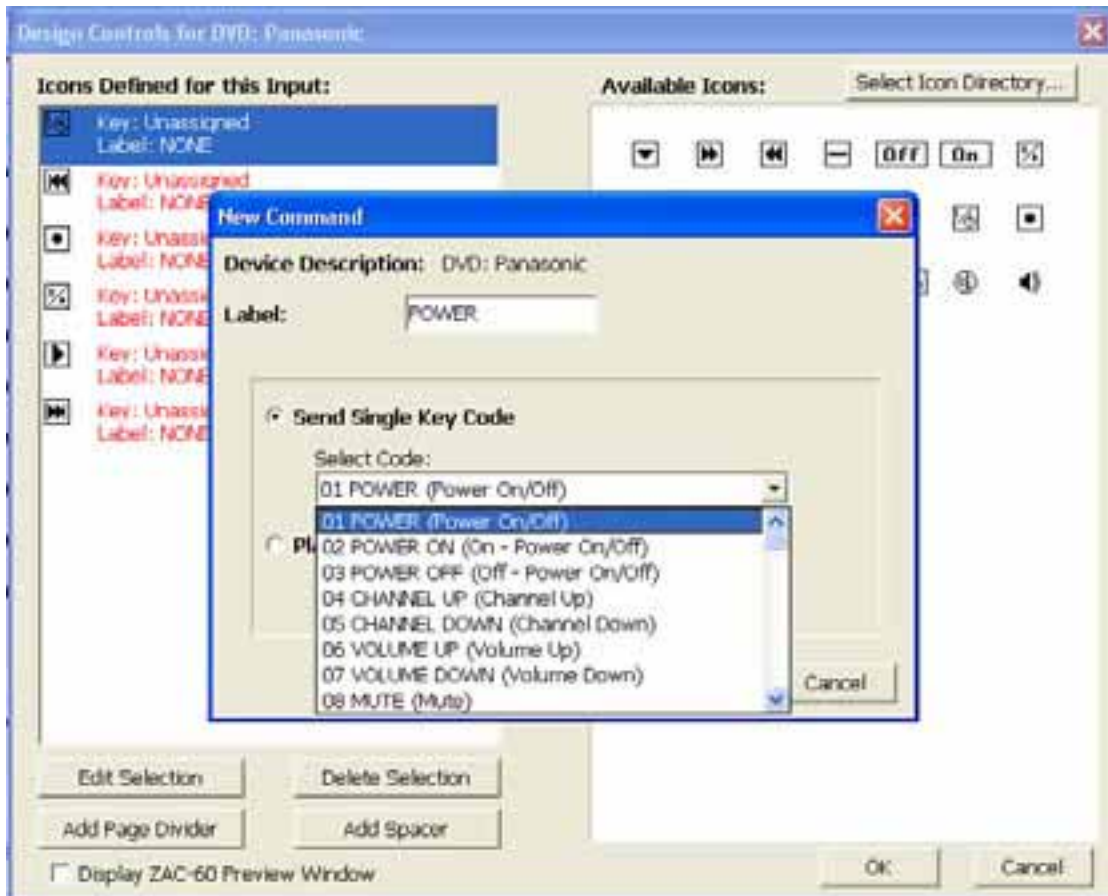 Design Controls for DVD: Panasonic
Icons Defined for this Input:
Available Icons:
Select Icon Directory...
Key: Unassigned
Label: NONE
Key: Unassigned
Label: NONE
Key: Unassi
Label: NONE
Key: Unassi
Label: NONE
Key: Unassi
Label: NONE
Key: Unassi
Label: NONE
Off
On
New Command
Device Description: DVD: Panasonic
Label: POWER
Send Single Key Code
Select Code:
01 POWER (Power On/Off)
01 POWER (Power On/Off)
02 POWER ON (On - Power On/Off)
03 POWER OFF (Off - Power On/Off)
04 CHANNEL UP (Channel Up)
05 CHANNEL DOWN (Channel Down)
06 VOLUME UP (Volume Up)
07 VOLUME DOWN (Volume Down)
08 MUTE (Mute)
Cancel
Edit Selection
Delete Selection
Add Page Divider
Add Spacer
Display ZAC-60 Preview Window
OK
Cancel